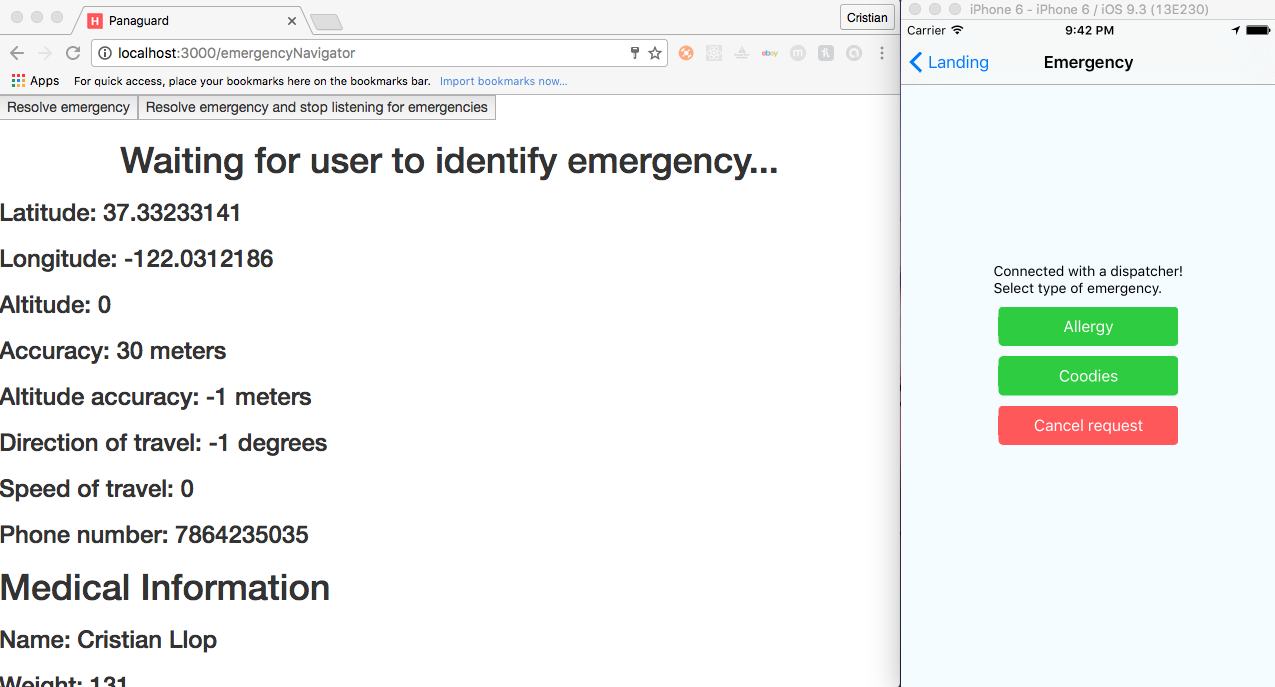 Panaguard
Cristian
localhost:3000/emergencyNavigator
ebay
Apps For quick access, place your bookmarks here on the bookmarks bar. Import bookmarks now...
Resolve emergency Resolve emergency and stop listening for emergencies
Waiting for user to identify emergency...
Latitude: 37.33233141
Longitude: -122.0312186
Altitude: 0
Accuracy: 30 meters
Altitude accuracy: -1 meters
Direction of travel: -1 degrees
Speed of travel: 0
Phone number: 7864235035
Medical Information
Name: Cristian Llop
Weight: 131
iPhone 6 - iPhone 6 / iOS 9.3 (13E230)
Carrier 9:42 PM
Landing Emergency
Connected with a dispatcher!
Select type of emergency.
Allergy
Coodies
Cancel request